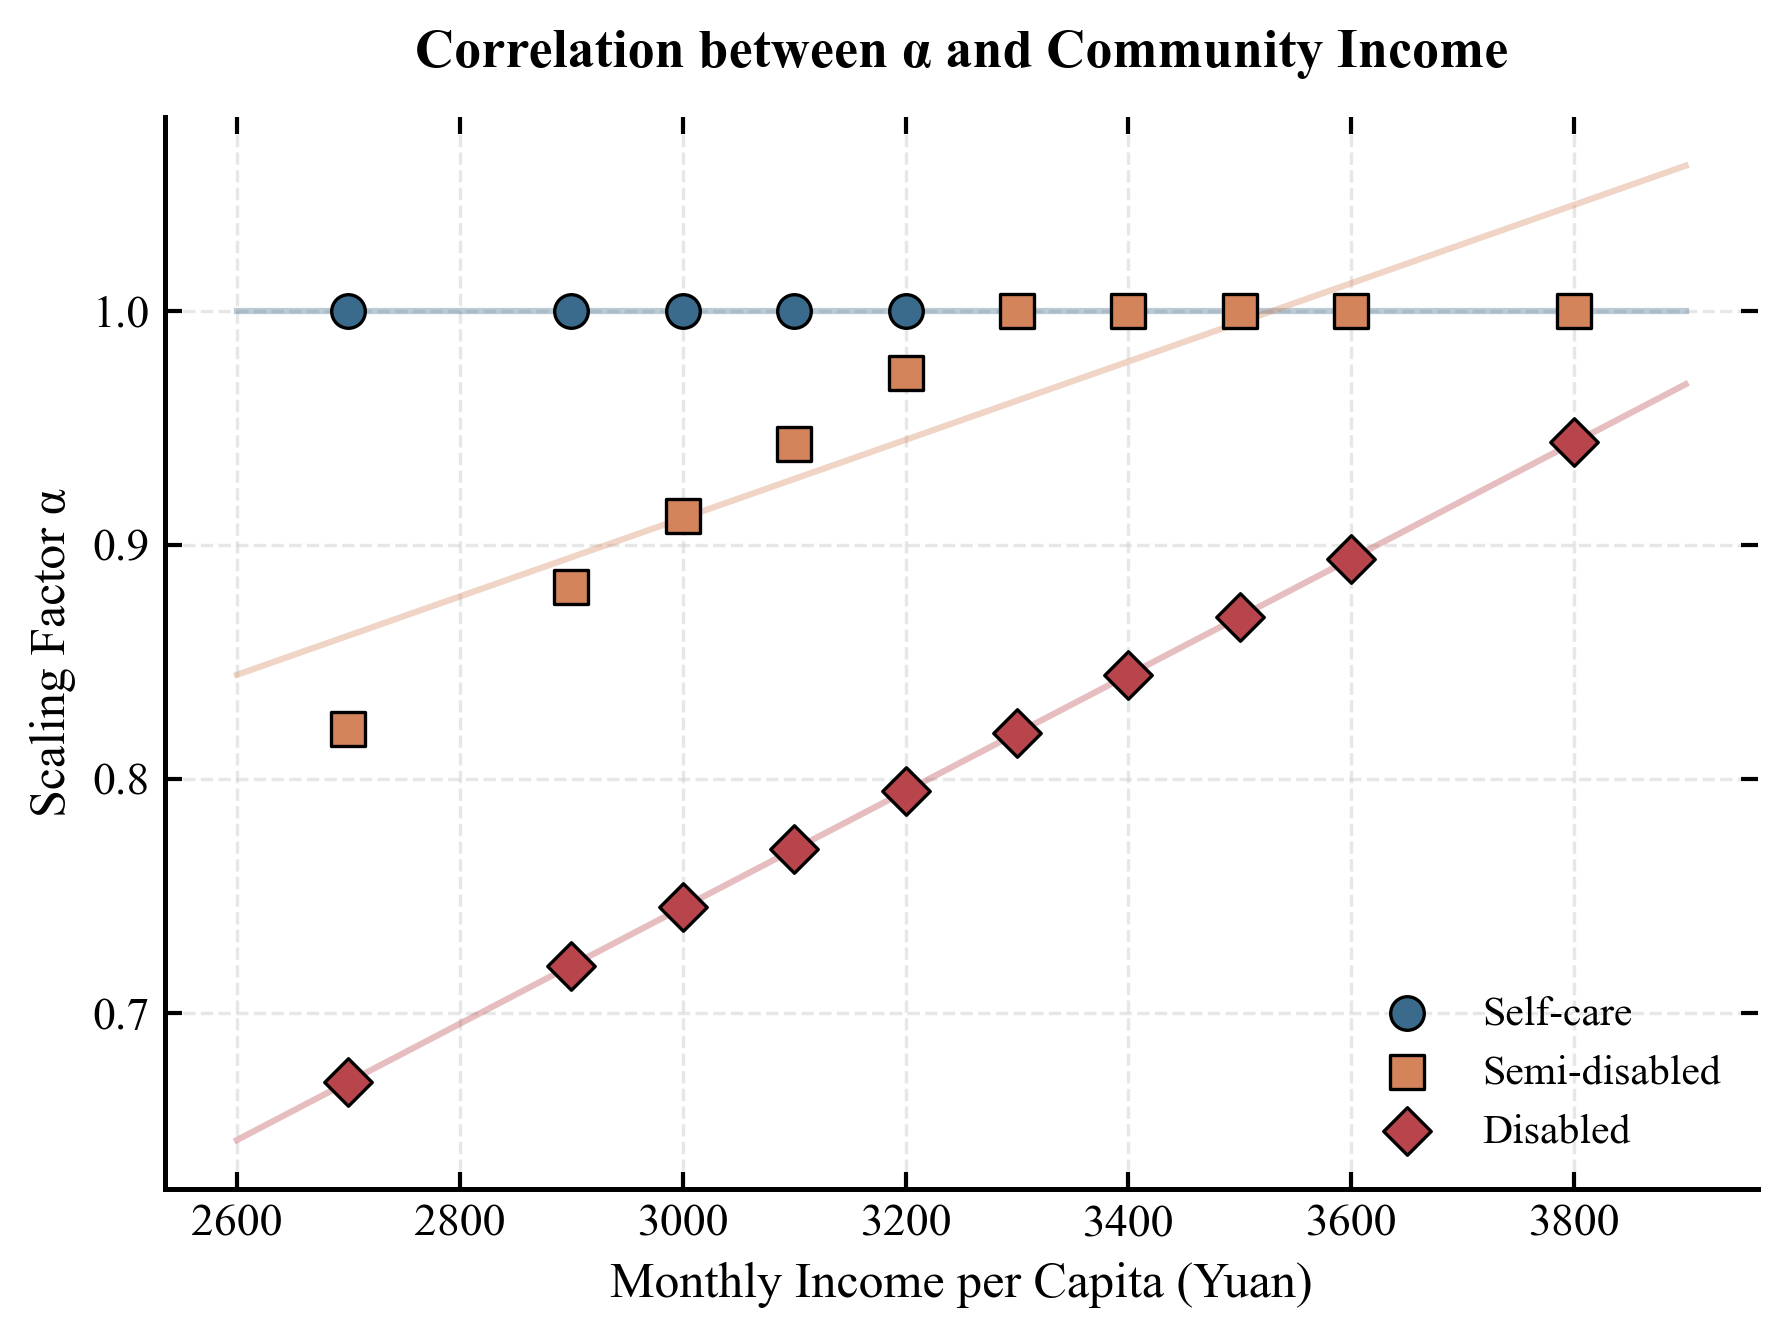 Correlation between α and Community Income
Scaling Factor α
1.0
0.9
0.8
0.7
2600 2800 3000 3200 3400 3600 3800
Monthly Income per Capita (Yuan)
Self-care
Semi-disabled
Disabled